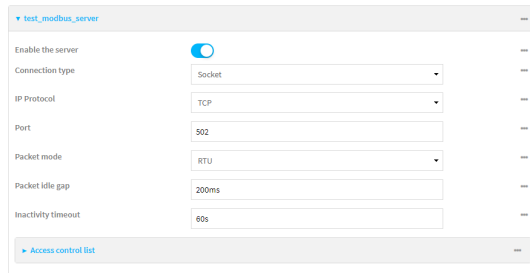 test_modbus_server
Enable the server
Connection type Socket
IP Protocol TCP
Port 502
Packet mode RTU
Packet idle gap 200ms
Inactivity timeout 60s
Access control list